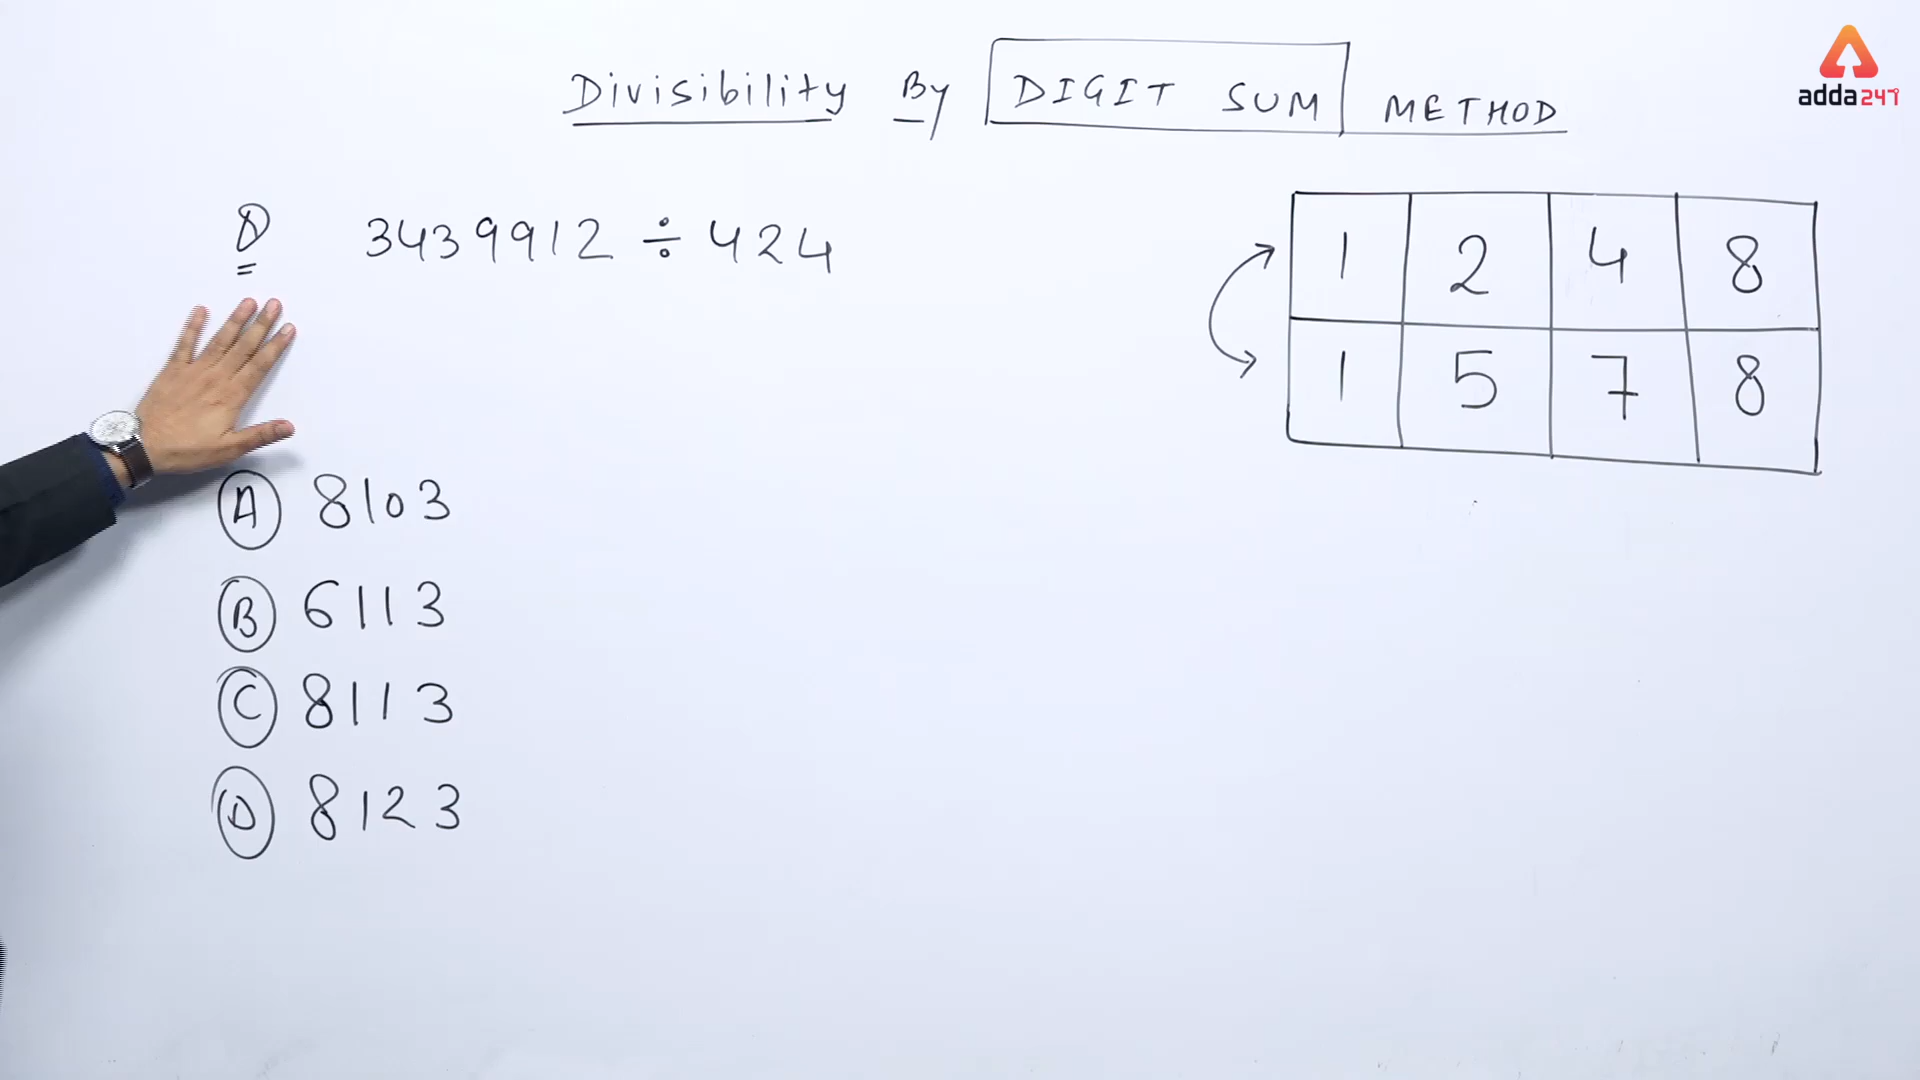 Divisibility By DIGIT SUM METHOD
adda247
Q 3439912 ÷ 424
1 2 4 8
1 5 7 8
A 8103
B 6113
C 8113
D 8123